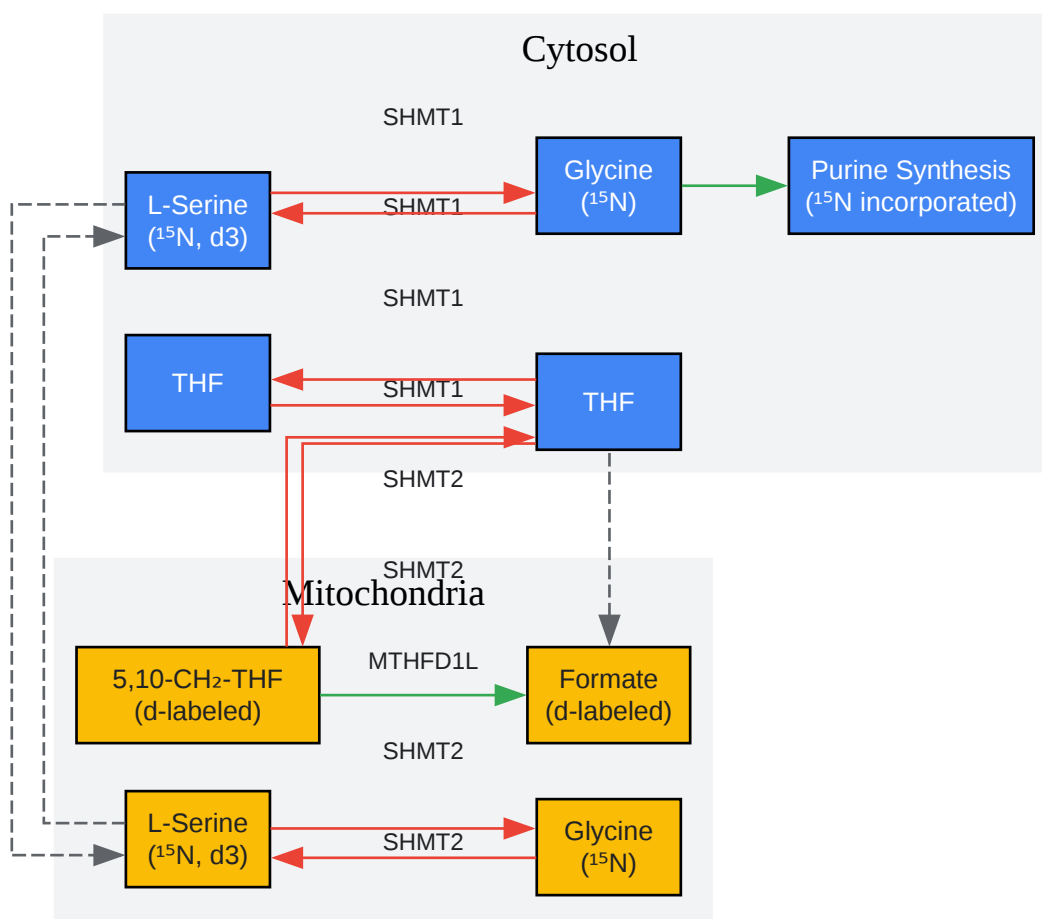 Cytosol
SHMT1
L-Serine
(¹⁵N, d3)
SHMT1
Glycine
(¹⁵N)
Purine Synthesis
(¹⁵N incorporated)
SHMT1
THF
SHMT1
THF
SHMT2
SHMT2
Mitochondria
5,10-CH₂-THF
(d-labeled)
MTHFD1L
Formate
(d-labeled)
SHMT2
L-Serine
(¹⁵N, d3)
SHMT2
Glycine
(¹⁵N)